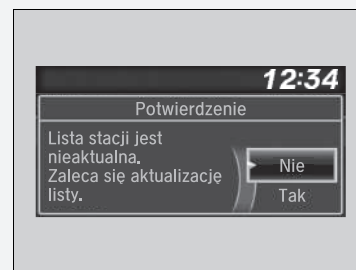 12:34
Potwierdzenie
Lista stacji jest
nieaktualna.
Zaleca się aktualizację
listy.
Nie
Tak